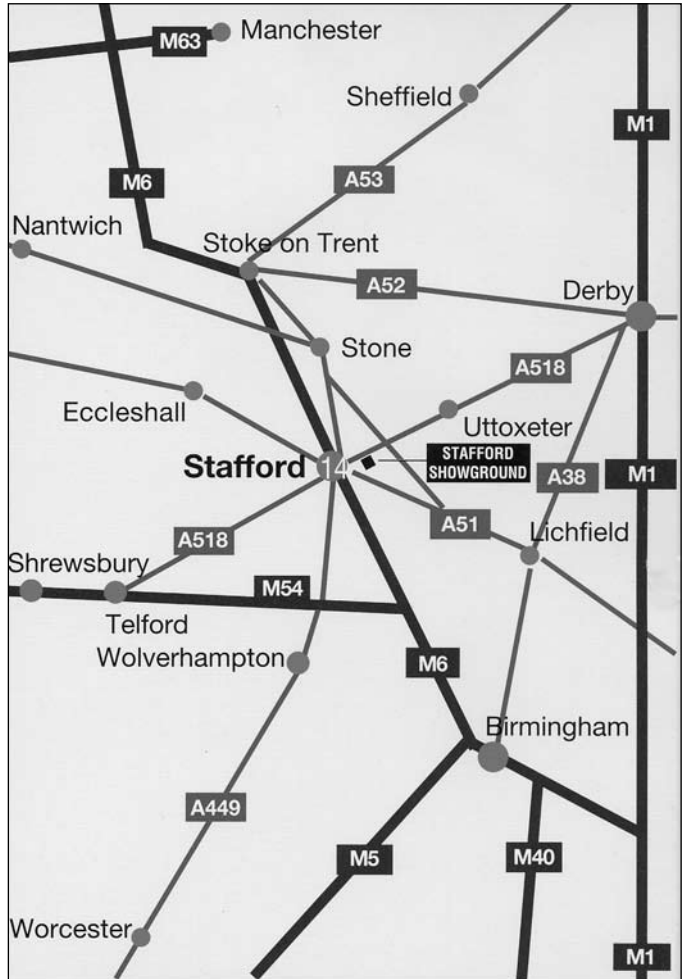 Manchester
M63
Sheffield
M1
M6
A53
Nantwich
Stoke on Trent
A52
Derby
Stone
A518
Eccleshall
Uttoxeter
STAFFORD
SHOWGROUND
Stafford
14
A38
M1
A51
Lichfield
A518
Shrewsbury
M54
Telford
Wolverhampton
M6
Birmingham
A449
M5
M40
Worcester
M1